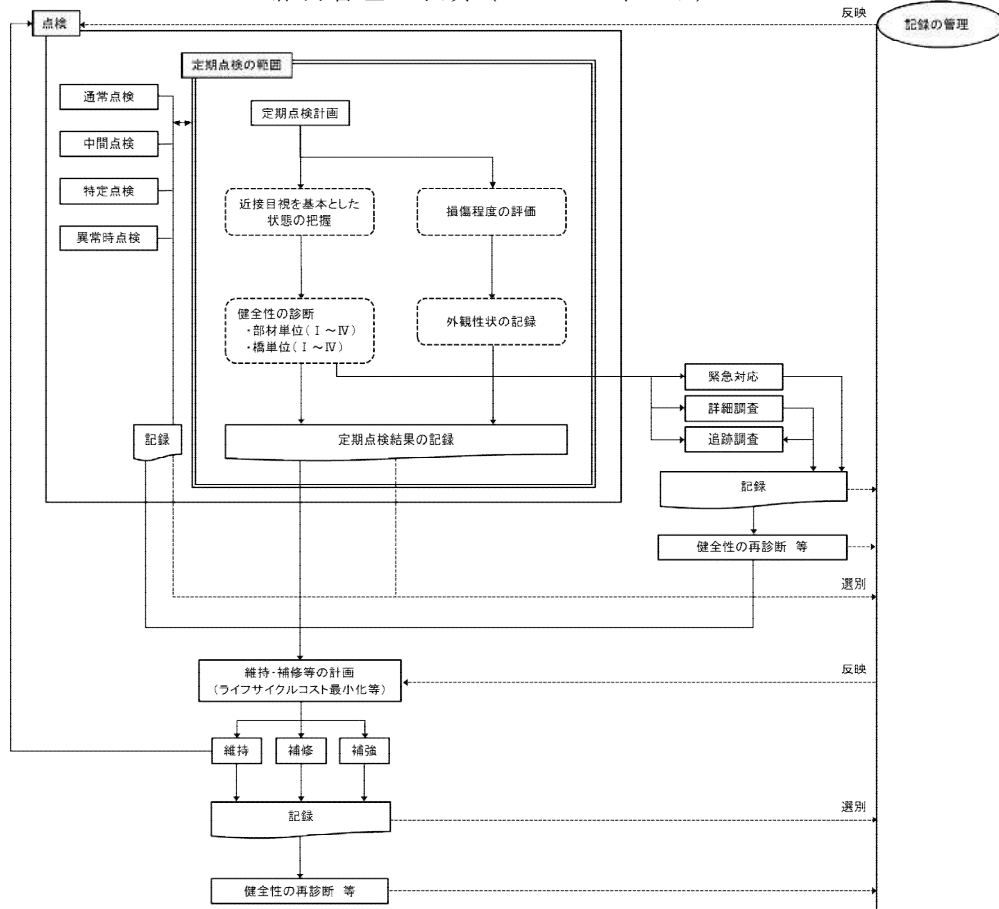 点検
反映
記録の管理
定期点検の範囲
通常点検
定期点検計画
中間点検
特定点検
近接目視を基本とした
状態の把握
損傷程度の評価
異常時点検
健全性の診断
・部材単位(Ⅰ～Ⅳ)
・橋単位(Ⅰ～Ⅳ)
外観性状の記録
緊急対応
詳細調査
追跡調査
記録
定期点検結果の記録
記録
健全性の再診断 等
選別
維持・補修等の計画
(ライフサイクルコスト最小化等)
反映
維持
補修
補強
記録
選別
健全性の再診断 等